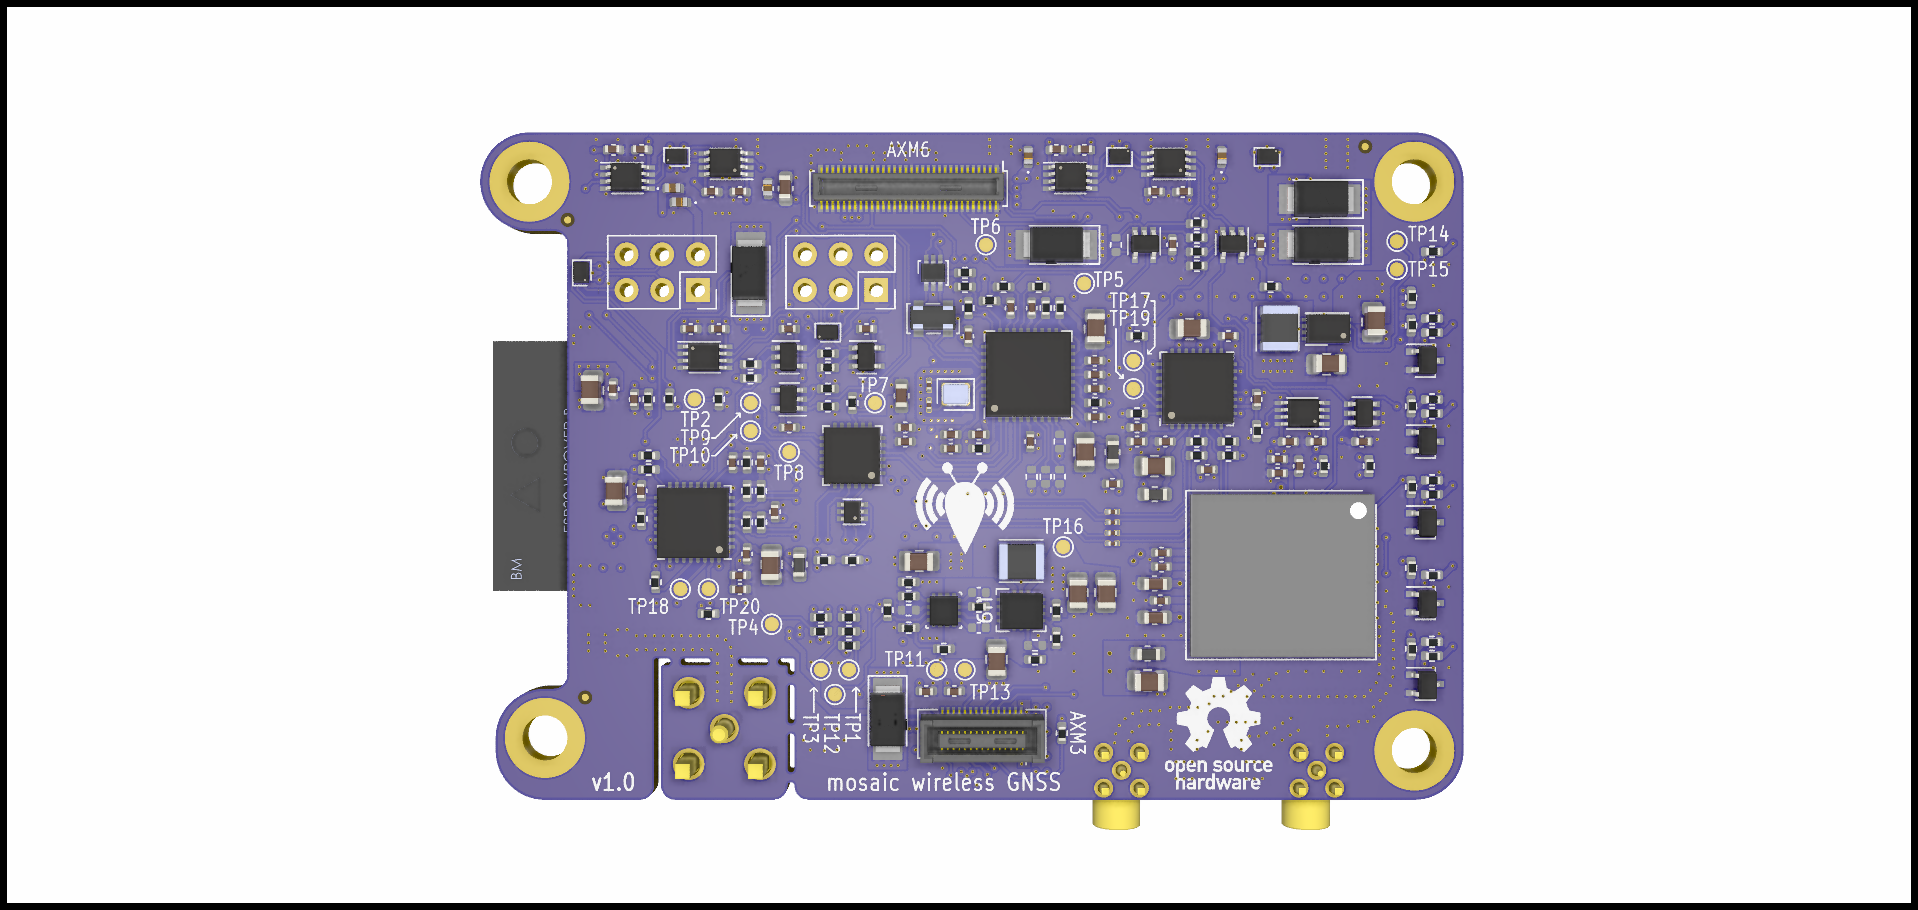 AXM6
TP6
TP14
TP15
TP5
TP17
TP19
TP7
TP2
TP9
TP10
TP8
TP16
BM
TP18
TP20
TP4
U9
TP11
TP13
TP3
TP12
TP1
AXM3
v1.0
mosaic wireless GNSS
open source
hardware